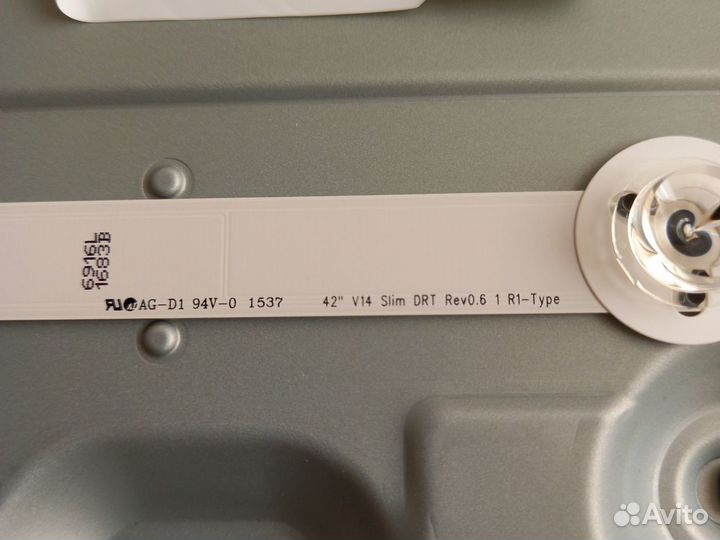 6916L
1683B
AG-D1 94V-0 1537
42" V14 Slim DRT Rev0.6 1 R1-Type
Avito